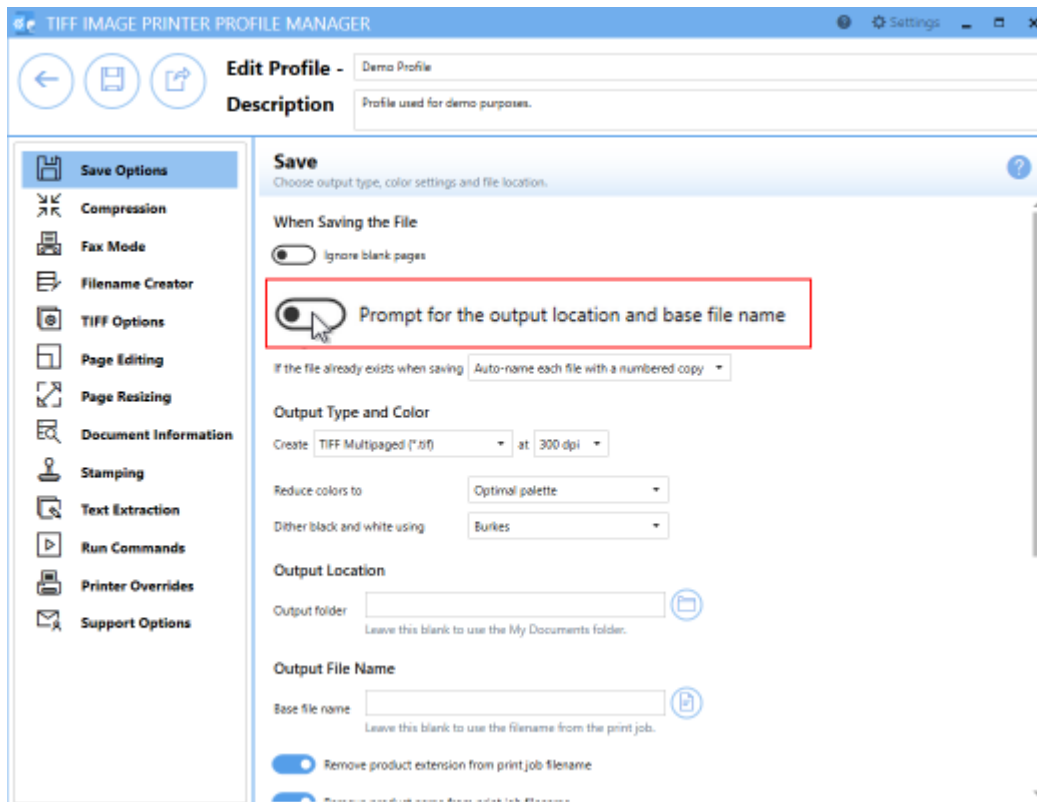 TIFF IMAGE PRINTER PROFILE MANAGER
Settings
Edit Profile - Demo Profile
Description Profile used for demo purposes.
Save Options
Compression
Fax Mode
Filename Creator
TIFF Options
Page Editing
Page Resizing
Document Information
Stamping
Text Extraction
Run Commands
Printer Overrides
Support Options
Save
Choose output type, color settings and file location.
When Saving the File
Ignore blank pages
Prompt for the output location and base file name
If the file already exists when saving Auto-name each file with a numbered copy
Output Type and Color
Create TIFF Multipaged (*.tif) at 300 dpi
Reduce colors to Optimal palette
Dither black and white using Burkes
Output Location
Output folder
Leave this blank to use the My Documents folder.
Output File Name
Base file name
Leave this blank to use the filename from the print job.
Remove product extension from print job filename
Remove product name from print job filename